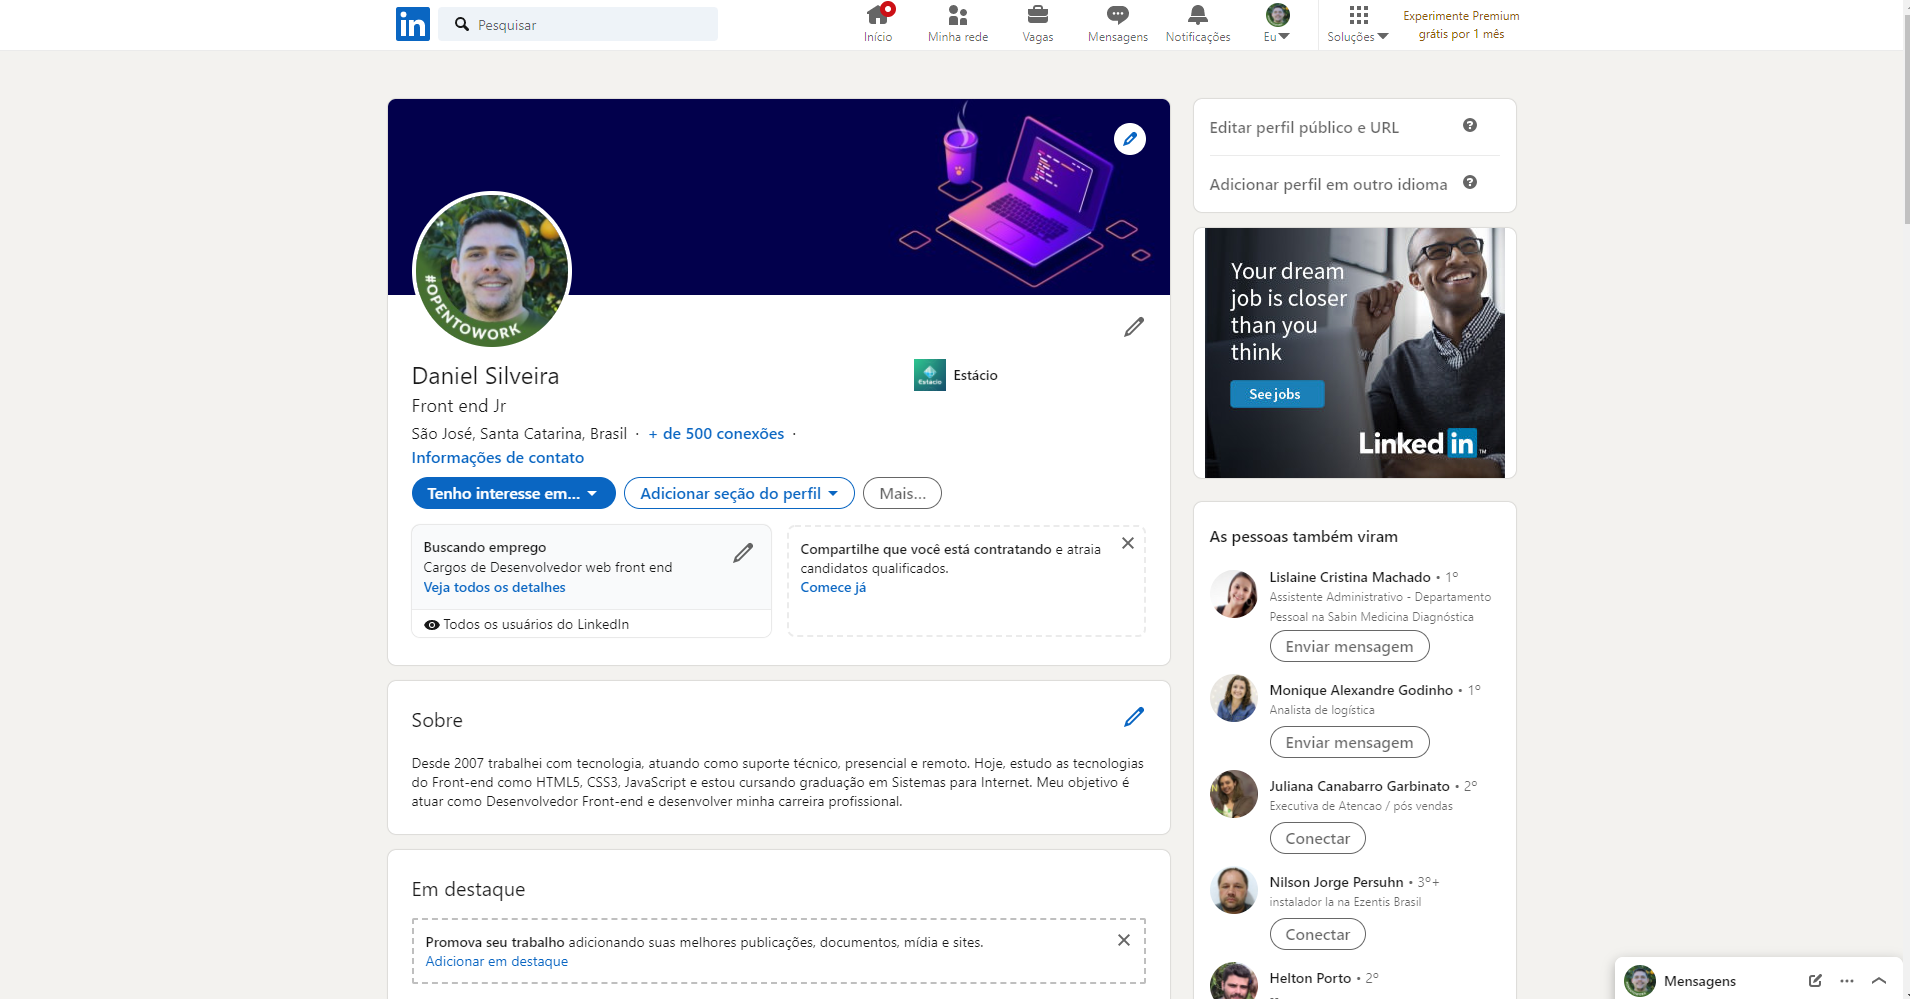 in
Pesquisar
Início
Minha rede
Vagas
Mensagens
Notificações
Eu
Soluções
Experimente Premium
grátis por 1 mês
#OPENTOWORK
Daniel Silveira
Estácio
Estácio
Front end Jr
São José, Santa Catarina, Brasil · + de 500 conexões ·
Informações de contato
Tenho interesse em...
Adicionar seção do perfil
Mais...
Buscando emprego
Cargos de Desenvolvedor web front end
Veja todos os detalhes
Todos os usuários do LinkedIn
Compartilhe que você está contratando e atraia
candidatos qualificados.
Comece já
Sobre
Desde 2007 trabalhei com tecnologia, atuando como suporte técnico, presencial e remoto. Hoje, estudo as tecnologias
do Front-end como HTML5, CSS3, JavaScript e estou cursando graduação em Sistemas para Internet. Meu objetivo é
atuar como Desenvolvedor Front-end e desenvolver minha carreira profissional.
Em destaque
Promova seu trabalho adicionando suas melhores publicações, documentos, mídia e sites.
Adicionar em destaque
Editar perfil público e URL
Adicionar perfil em outro idioma
Your dream
job is closer
than you
think
See jobs
Linked in ™
As pessoas também viram
Lislaine Cristina Machado • 1º
Assistente Administrativo - Departamento
Pessoal na Sabin Medicina Diagnóstica
Enviar mensagem
Monique Alexandre Godinho • 1º
Analista de logística
Enviar mensagem
Juliana Canabarro Garbinato • 2º
Executiva de Atencao / pós vendas
Conectar
Nilson Jorge Persuhn • 3º+
instalador la na Ezentis Brasil
Conectar
Helton Porto • 2º
Mensagens